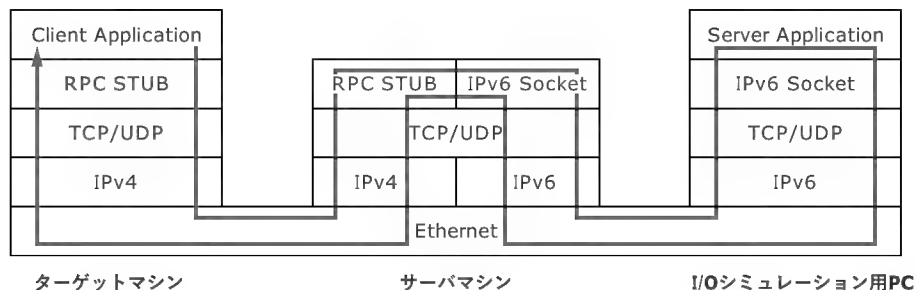 Client Application
Server Application
RPC STUB
RPC STUB
IPv6 Socket
IPv6 Socket
TCP/UDP
TCP/UDP
TCP/UDP
IPv4
IPv4
IPv6
IPv6
Ethernet
ターゲットマシン
サーバマシン
I/Oシミュレーション用PC